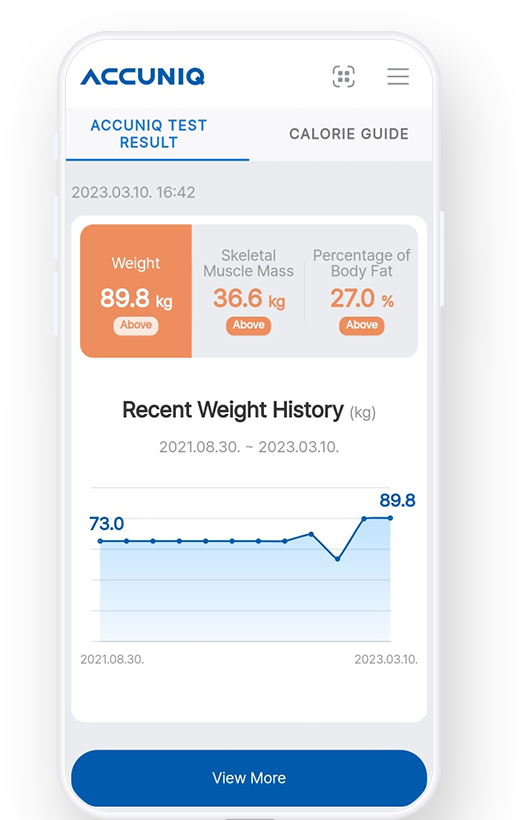 ACCUNIQ
ACCUNIQ TEST
RESULT
CALORIE GUIDE
2023.03.10. 16:42
Weight
89.8 kg
Above
Skeletal
Muscle Mass
36.6 kg
Above
Percentage of
Body Fat
27.0 %
Above
Recent Weight History (kg)
2021.08.30. ~ 2023.03.10.
73.0
89.8
2021.08.30.
2023.03.10.
View More